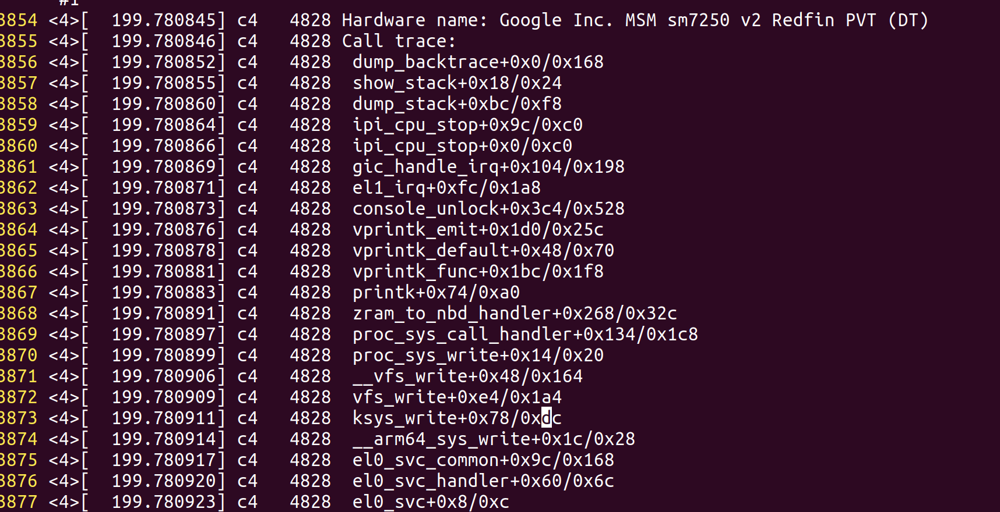 #1
3854 <4>[  199.780845] c4   4828 Hardware name: Google Inc. MSM sm7250 v2 Redfin PVT (DT)
3855 <4>[  199.780846] c4   4828 Call trace:
3856 <4>[  199.780852] c4   4828  dump_backtrace+0x0/0x168
3857 <4>[  199.780855] c4   4828  show_stack+0x18/0x24
3858 <4>[  199.780860] c4   4828  dump_stack+0xbc/0xf8
3859 <4>[  199.780864] c4   4828  ipi_cpu_stop+0x9c/0xc0
3860 <4>[  199.780866] c4   4828  ipi_cpu_stop+0x0/0xc0
3861 <4>[  199.780869] c4   4828  gic_handle_irq+0x104/0x198
3862 <4>[  199.780871] c4   4828  el1_irq+0xfc/0x1a8
3863 <4>[  199.780873] c4   4828  console_unlock+0x3c4/0x528
3864 <4>[  199.780876] c4   4828  vprintk_emit+0x1d0/0x25c
3865 <4>[  199.780878] c4   4828  vprintk_default+0x48/0x70
3866 <4>[  199.780881] c4   4828  vprintk_func+0x1bc/0x1f8
3867 <4>[  199.780883] c4   4828  printk+0x74/0xa0
3868 <4>[  199.780891] c4   4828  zram_to_nbd_handler+0x268/0x32c
3869 <4>[  199.780897] c4   4828  proc_sys_call_handler+0x134/0x1c8
3870 <4>[  199.780899] c4   4828  proc_sys_write+0x14/0x20
3871 <4>[  199.780906] c4   4828  __vfs_write+0x48/0x164
3872 <4>[  199.780909] c4   4828  vfs_write+0xe4/0x1a4
3873 <4>[  199.780911] c4   4828  ksys_write+0x78/0xdc
3874 <4>[  199.780914] c4   4828  __arm64_sys_write+0x1c/0x28
3875 <4>[  199.780917] c4   4828  el0_svc_common+0x9c/0x168
3876 <4>[  199.780920] c4   4828  el0_svc_handler+0x60/0x6c
3877 <4>[  199.780923] c4   4828  el0_svc+0x8/0xc